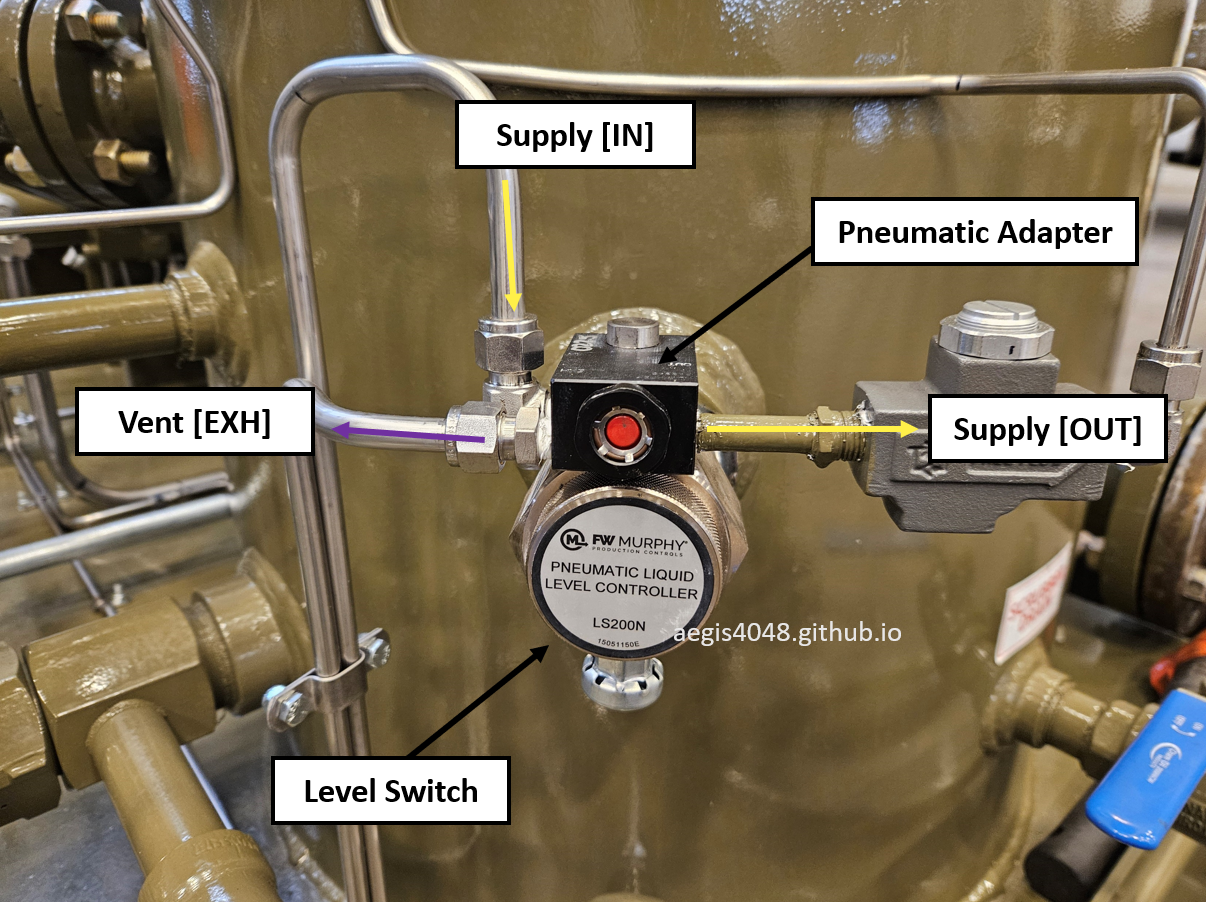 Supply [IN]
Pneumatic Adapter
Vent [EXH]
Supply [OUT]
FW MURPHY
PRODUCTION CONTROLS
PNEUMATIC LIQUID
LEVEL CONTROLLER
LS200N
15051150E
aegis4048.github.io
Level Switch